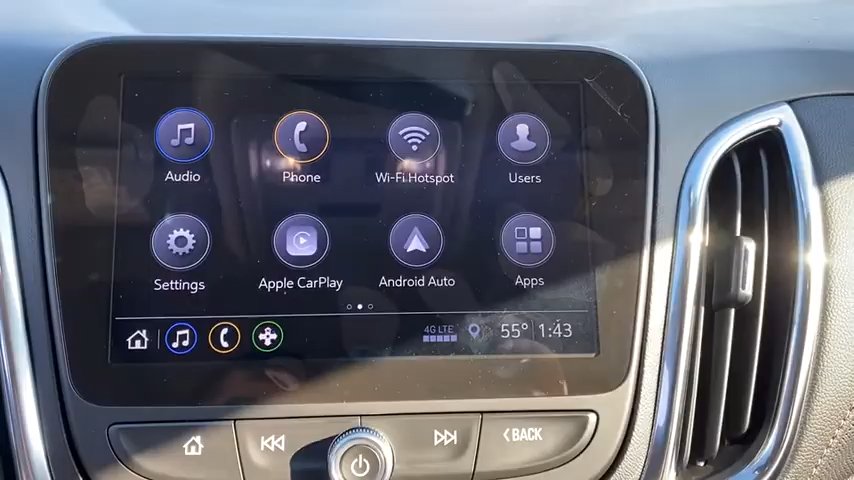 Audio Phone Wi-Fi Hotspot Users
Settings Apple CarPlay Android Auto Apps
4G LTE 55° 1:43
BACK